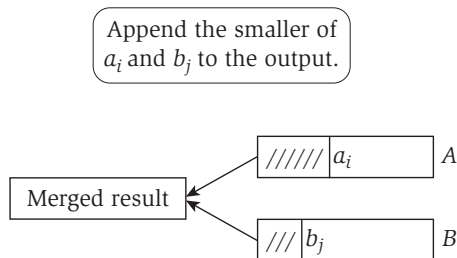 Append the smaller of
a_i and b_j to the output.
////// a_i A
Merged result
/// b_j B